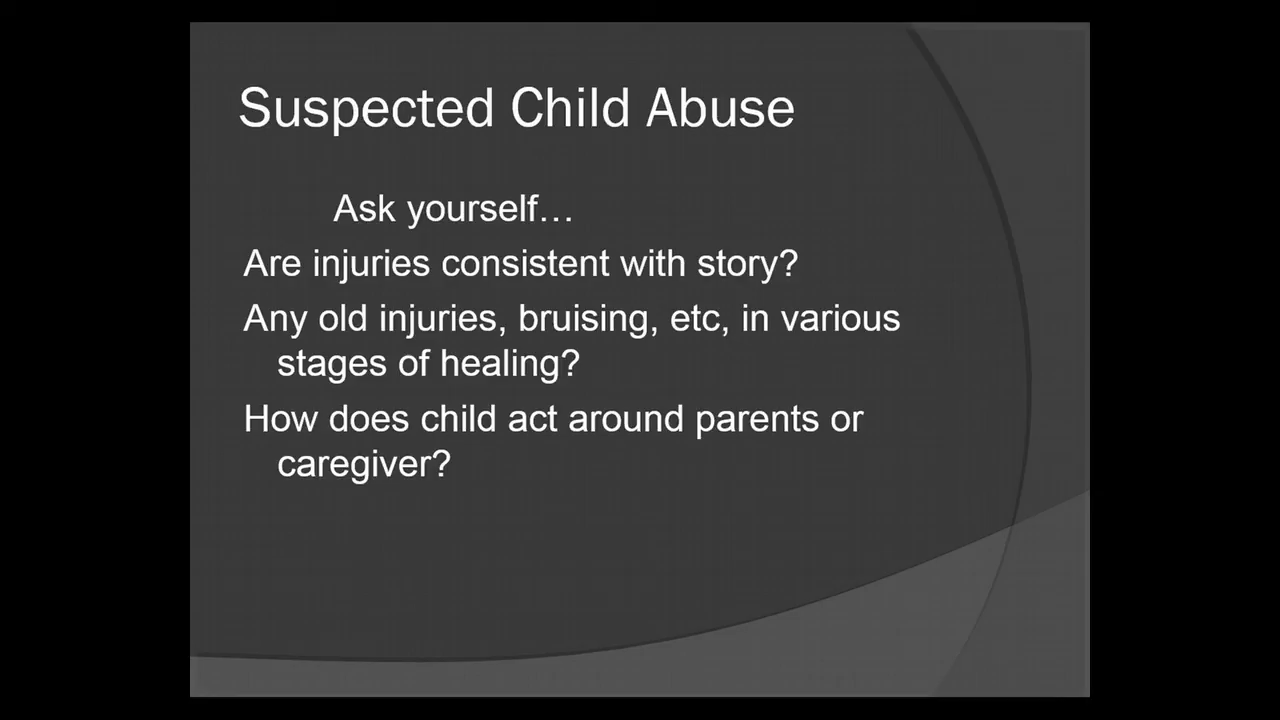 Suspected Child Abuse
Ask yourself…
Are injuries consistent with story?
Any old injuries, bruising, etc, in various
stages of healing?
How does child act around parents or
caregiver?